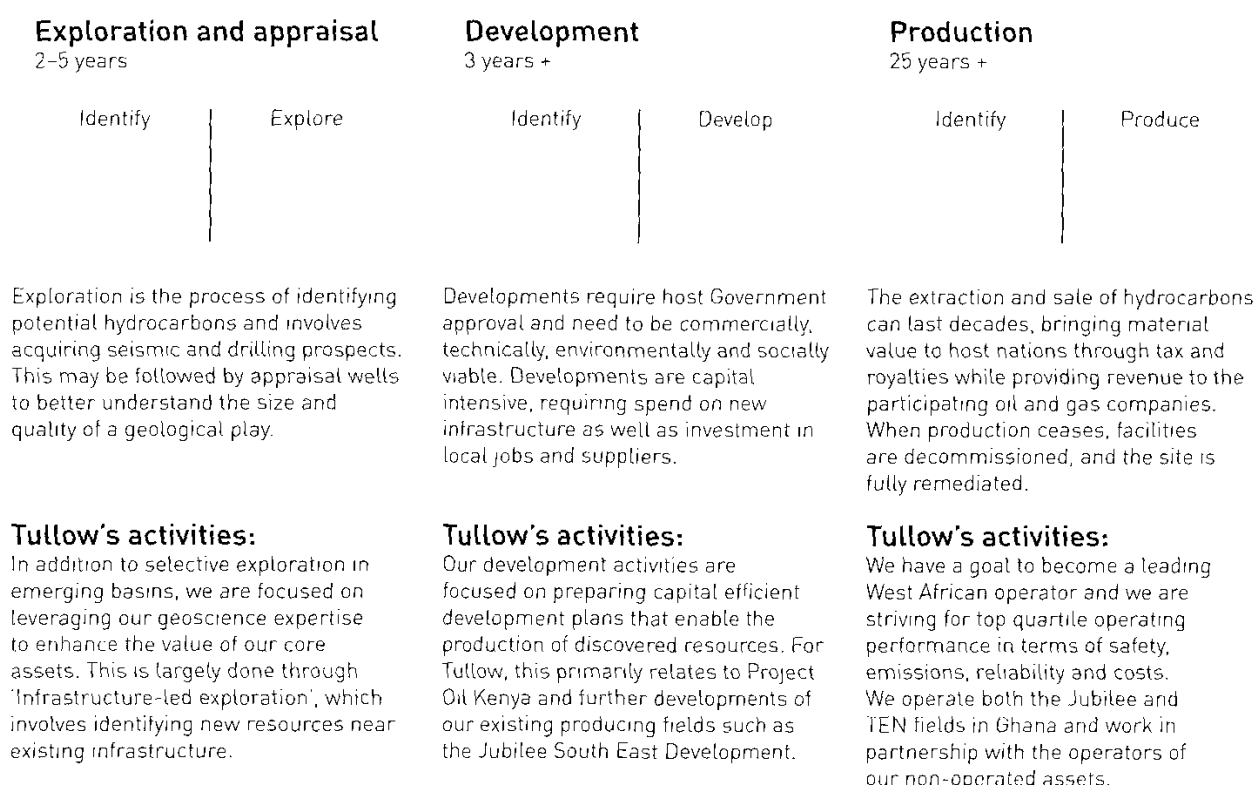 Exploration and appraisal
2–5 years
Identify
Explore
Exploration is the process of identifying
potential hydrocarbons and involves
acquiring seismic and drilling prospects.
This may be followed by appraisal wells
to better understand the size and
quality of a geological play.
Tullow's activities:
In addition to selective exploration in
emerging basins, we are focused on
leveraging our geoscience expertise
to enhance the value of our core
assets. This is largely done through
'Infrastructure-led exploration', which
involves identifying new resources near
existing infrastructure.
Development
3 years +
Identify
Develop
Developments require host Government
approval and need to be commercially,
technically, environmentally and socially
viable. Developments are capital
intensive, requiring spend on new
infrastructure as well as investment in
local jobs and suppliers.
Tullow's activities:
Our development activities are
focused on preparing capital efficient
development plans that enable the
production of discovered resources. For
Tullow, this primarily relates to Project
Oil Kenya and further developments of
our existing producing fields such as
the Jubilee South East Development.
Production
25 years +
Identify
Produce
The extraction and sale of hydrocarbons
can last decades, bringing material
value to host nations through tax and
royalties while providing revenue to the
participating oil and gas companies.
When production ceases, facilities
are decommissioned, and the site is
fully remediated.
Tullow's activities:
We have a goal to become a leading
West African operator and we are
striving for top quartile operating
performance in terms of safety,
emissions, reliability and costs.
We operate both the Jubilee and
TEN fields in Ghana and work in
partnership with the operators of
our non-operated assets.